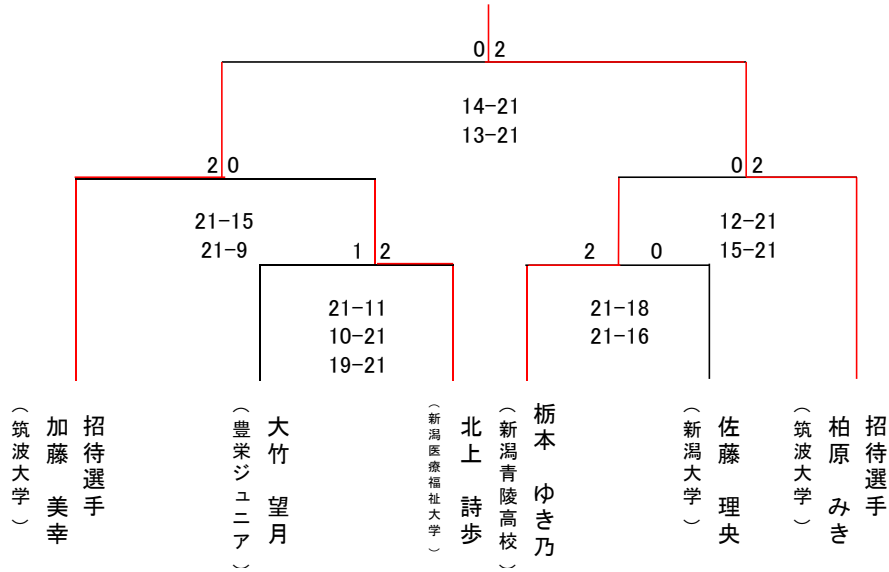 0 2
14-21
13-21
2 0
0 2
21-15
21-9
12-21
15-21
1 2
2 0
21-11
10-21
19-21
21-18
21-16
招待選手
加藤 美幸
（筑波大学）
大竹 望月
（豊栄ジュニア）
北上 詩歩
（新潟医療福祉大学）
栃本 ゆき乃
（新潟青陵高校）
佐藤 理央
（新潟大学）
招待選手
柏原 みき
（筑波大学）